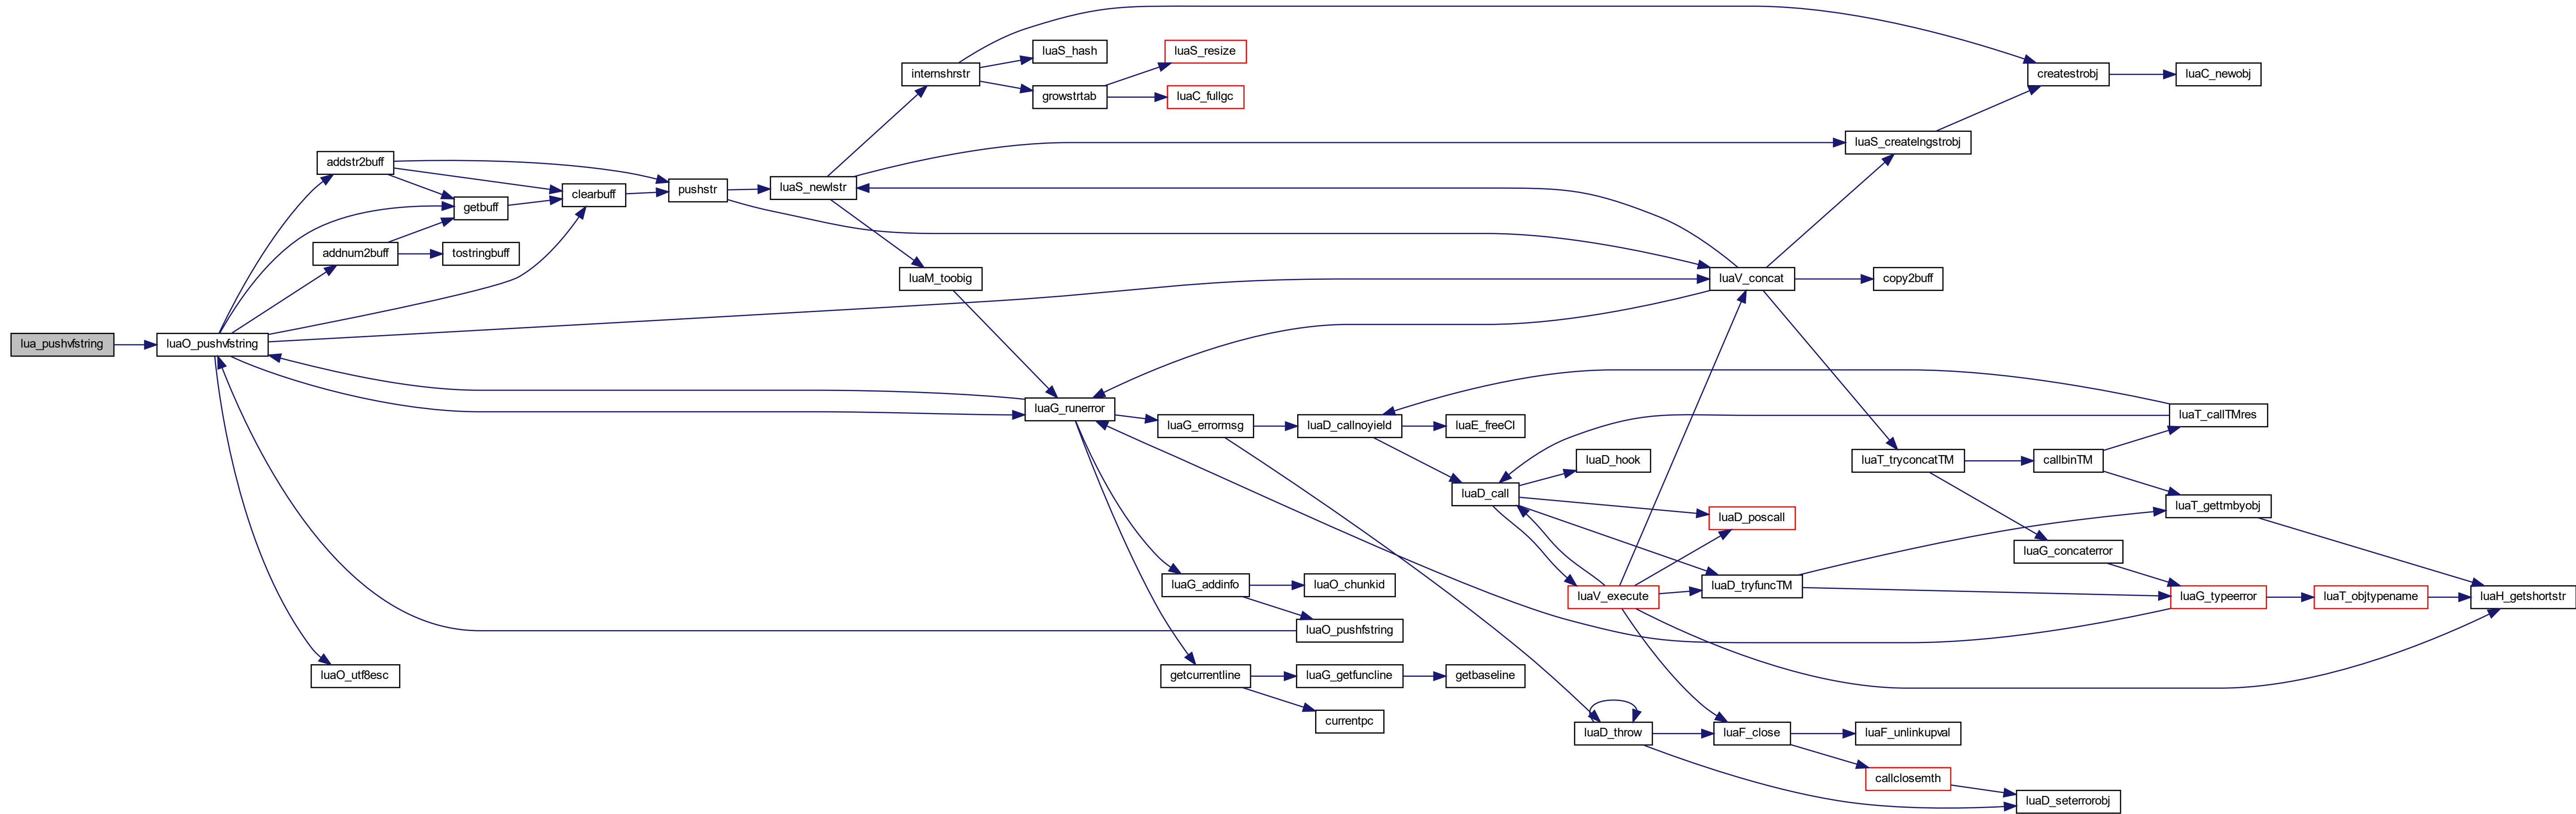 lua_pushvfstring
luaO_pushvfstring
addstr2buff
getbuff
addnum2buff
tostringbuff
clearbuff
pushstr
luaS_newlstr
internshrstr
luaS_hash
growstrtab
luaS_resize
luaC_fullgc
createstrobj
luaC_newobj
luaS_createlngstrobj
luaM_toobig
luaV_concat
copy2buff
luaG_runerror
luaG_errormsg
luaD_callnoyield
luaE_freeCI
luaT_callTMres
luaD_hook
luaT_tryconcatTM
callbinTM
luaD_call
luaD_poscall
luaT_gettmbyobj
luaG_concaterror
luaG_addinfo
luaO_chunkid
luaV_execute
luaD_tryfuncTM
luaG_typeerror
luaT_objtypename
luaH_getshortstr
luaO_pushfstring
luaO_utf8esc
getcurrentline
luaG_getfuncline
getbaseline
currentpc
luaD_throw
luaF_close
luaF_unlinkupval
callclosemth
luaD_seterrorobj